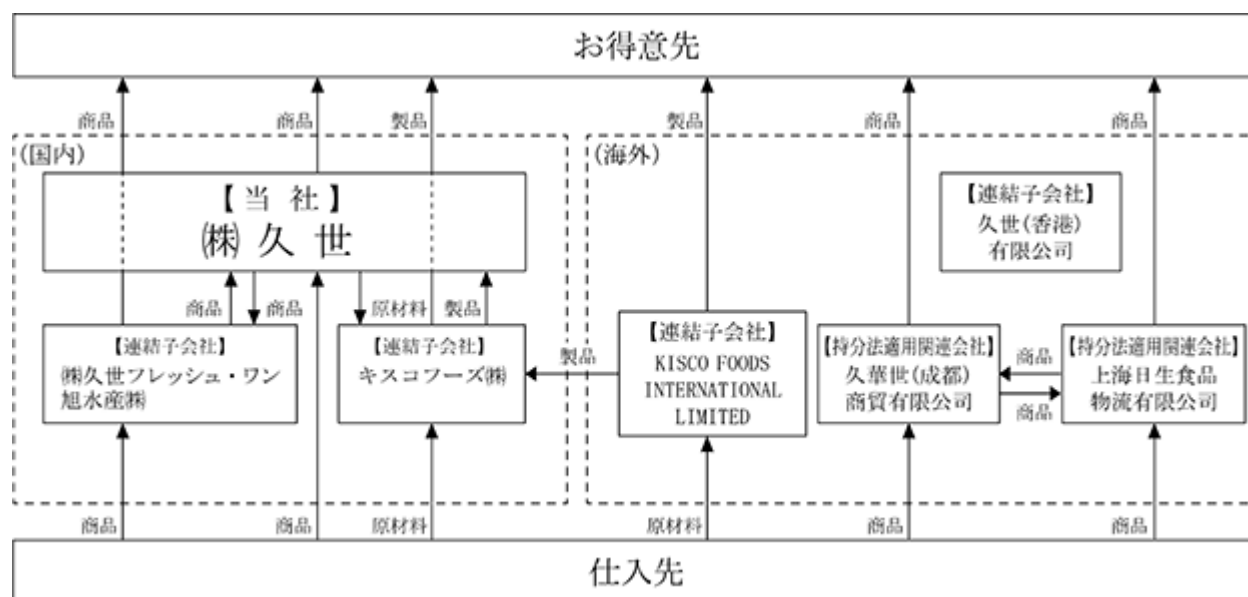 お得意先
商品
商品
製品
製品
商品
商品
(国内)
(海外)
【当 社】
㈱久世
【連結子会社】
久世(香港)
有限公司
商品
商品
原材料
製品
【連結子会社】
㈱久世フレッシュ・ワン
旭水産㈱
【連結子会社】
キスコフーズ㈱
製品
【連結子会社】
KISCO FOODS
INTERNATIONAL
LIMITED
【持分法適用関連会社】
久華世(成都)
商貿有限公司
商品
商品
【持分法適用関連会社】
上海日生食品
物流有限公司
商品
商品
原材料
原材料
商品
商品
仕入先